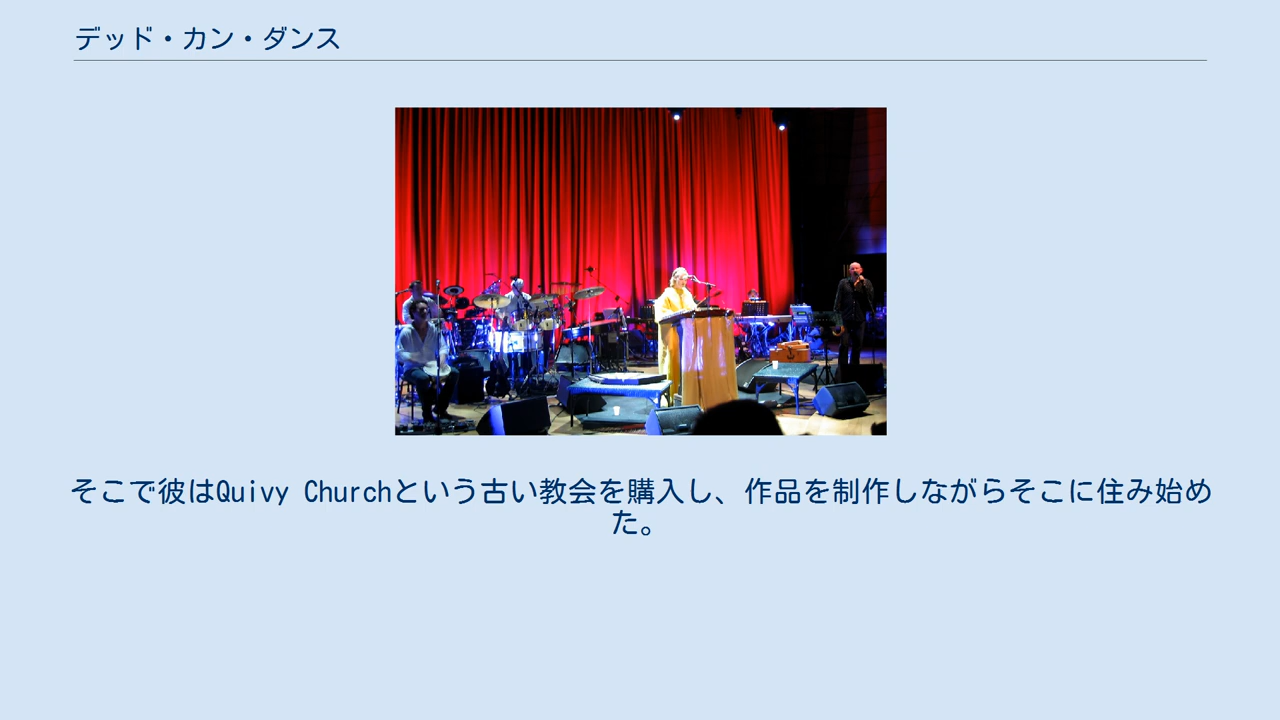 デッド・カン・ダンス
そこで彼はQuivy Churchという古い教会を購入し、作品を制作しながらそこに住み始め
た。